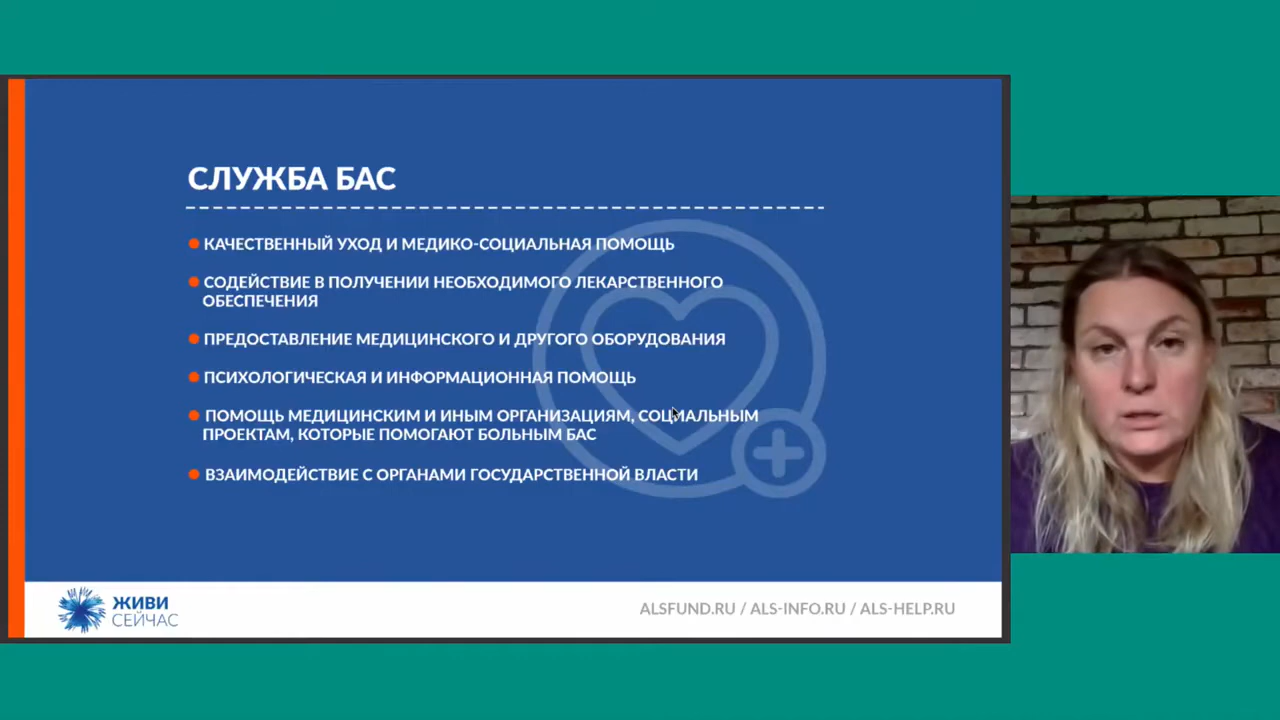 СЛУЖБА БАС
КАЧЕСТВЕННЫЙ УХОД И МЕДИКО-СОЦИАЛЬНАЯ ПОМОЩЬ
СОДЕЙСТВИЕ В ПОЛУЧЕНИИ НЕОБХОДИМОГО ЛЕКАРСТВЕННОГО
ОБЕСПЕЧЕНИЯ
ПРЕДОСТАВЛЕНИЕ МЕДИЦИНСКОГО И ДРУГОГО ОБОРУДОВАНИЯ
ПСИХОЛОГИЧЕСКАЯ И ИНФОРМАЦИОННАЯ ПОМОЩЬ
ПОМОЩЬ МЕДИЦИНСКИМ И ИНЫМ ОРГАНИЗАЦИЯМ, СОЦИАЛЬНЫМ
ПРОЕКТАМ, КОТОРЫЕ ПОМОГАЮТ БОЛЬНЫМ БАС
ВЗАИМОДЕЙСТВИЕ С ОРГАНАМИ ГОСУДАРСТВЕННОЙ ВЛАСТИ
ЖИВИ
СЕЙЧАС
ALSFUND.RU / ALS-INFO.RU / ALS-HELP.RU